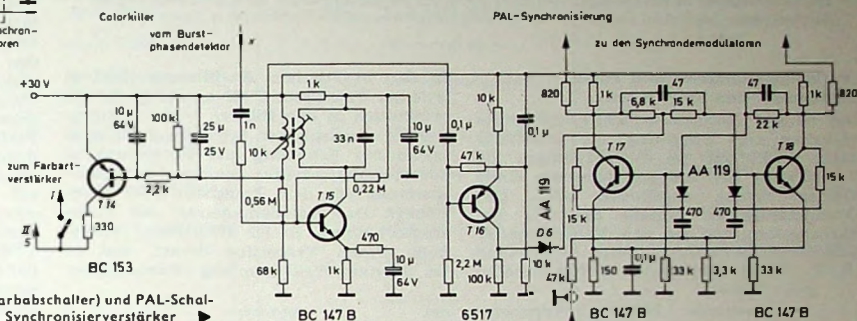 chron-
oren
Colorkiller
PAL-Synchronisierung
vom Burst-
phasendetektor
zu den Synchrondemodulatoren
+30 V
10 µ
64 V
100 k
25 µ
25 V
1n
10 k
1 k
33 n
10 µ
64 V
0,1 µ
10 k
0,1 µ
820
1 k
47
6,8 k
15 k
47
22 k
1 k
820
zum Farbart-
verstärker
T 14
2,2 k
0,56 M
0,22 M
T 15
47 k
T 16
AA 119
D 6
T 17
AA 119
T 18
15 k
15 k
I
II
5
330
BC 153
68 k
1 k
470
10 µ
64 V
2,2 M
100 k
10 k
47 k
150
0,1 µ
470
470
33 k
3,3 k
33 k
arbabschalter) und PAL-Schal-
Synchronisierverstärker
BC 147 B
6517
BC 147 B
BC 147 B